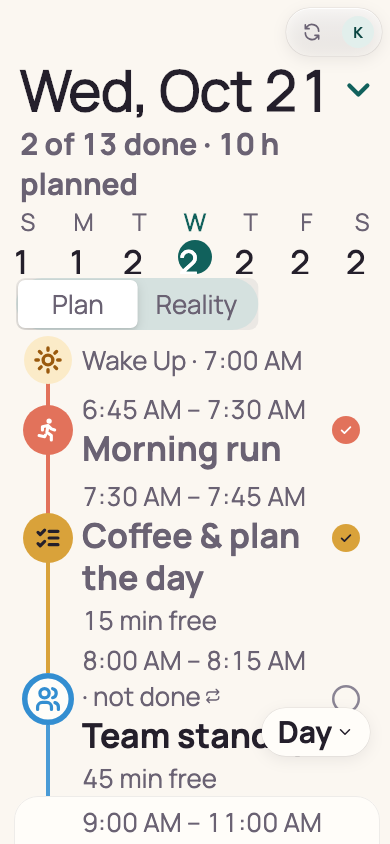 K
Wed, Oct 21
2 of 13 done · 10 h
planned
S M T W T F S
1 1 2 2 2 2 2
Plan Reality
Wake Up · 7:00 AM
6:45 AM – 7:30 AM
Morning run
7:30 AM – 7:45 AM
Coffee & plan
the day
15 min free
8:00 AM – 8:15 AM
· not done
Team stand
Day
45 min free
9:00 AM – 11:00 AM